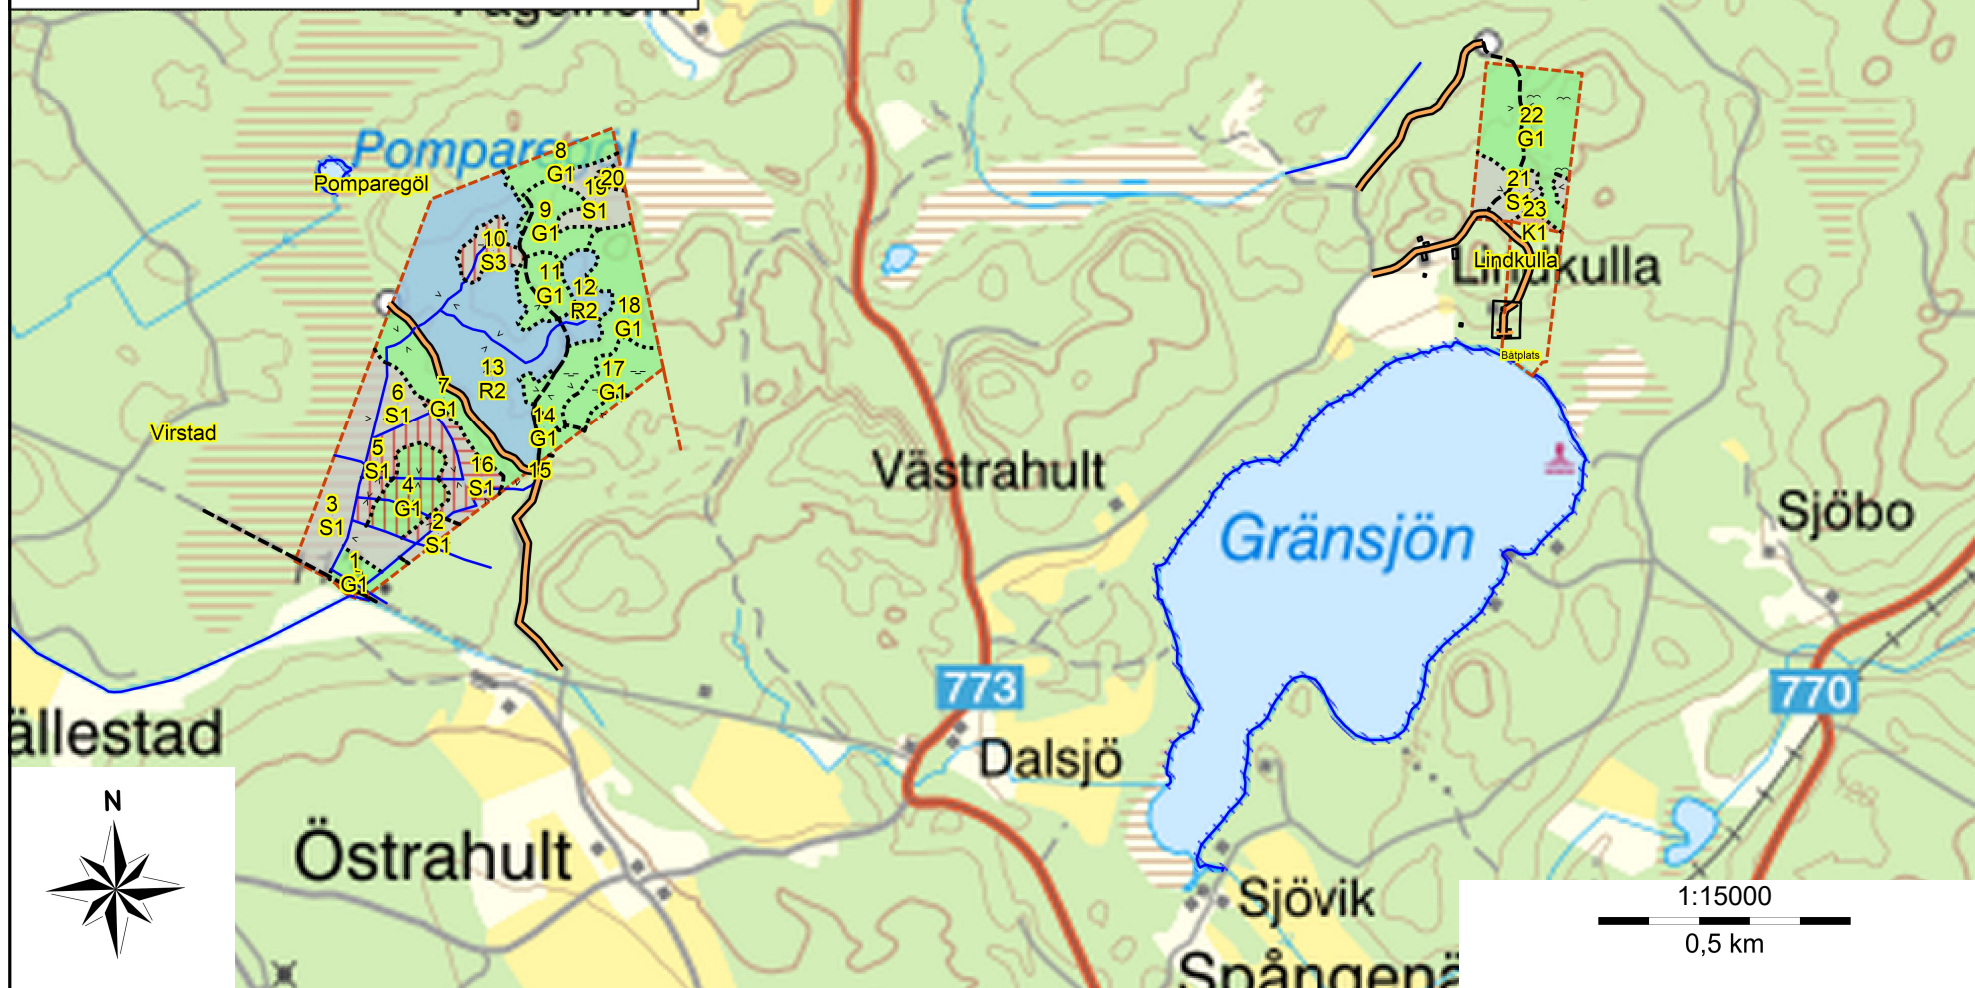 Pomparegöl
Pomparegöl
8
G1
19
20
S1
9
G1
10
S3
11
G1
12
R2
18
G1
13
R2
17
G1
7
G1
6
S1
14
G1
5
S1
16
S1
15
4
G1
3
S1
2
S1
1
G1
Virstad
22
G1
21
S1
23
K1
Lindkulla
Lindkulla
Båtplats
Västrahult
Gränsjön
Sjöbo
773
770
Dalsjö
ällestad
Östrahult
Sjövik
N
1:15000
0,5 km